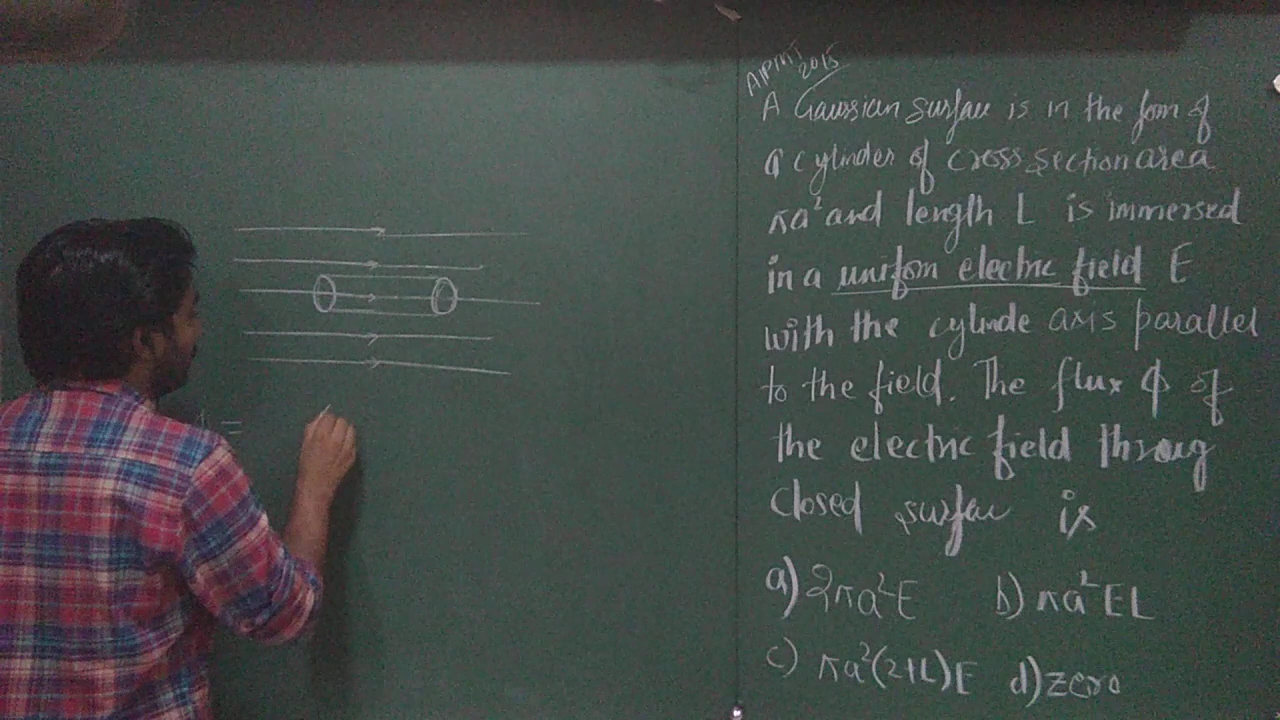 AIPMT 2015
A Gaussian surface is in the form of
a cylinder of cross section area
πa² and length L is immersed
in a uniform electric field E
with the cylinde axis parallel
to the field. The flux ϕ of
the electric field throug
closed surface is
a) 2πa²E b) πa²EL
c) πa²(2+L)E d) zero
=